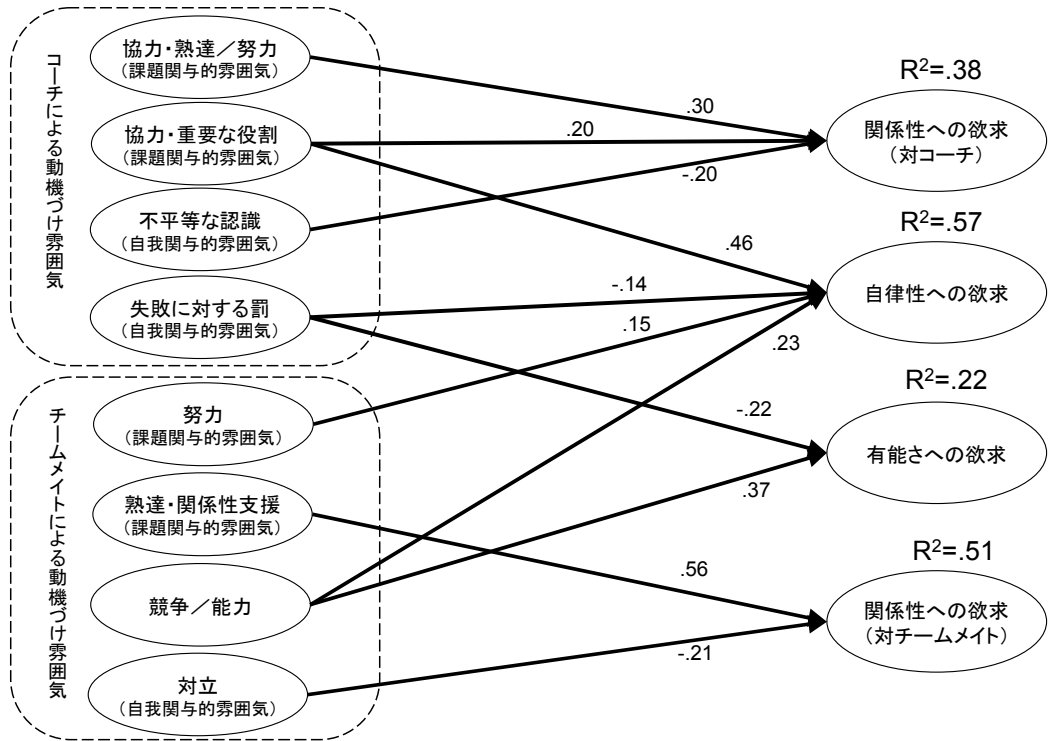 コーチによる動機づけ雰囲気
協力・熟達／努力
(課題関与的雰囲気)
協力・重要な役割
(課題関与的雰囲気)
不平等な認識
(自我関与的雰囲気)
失敗に対する罰
(自我関与的雰囲気)
チームメイトによる動機づけ雰囲気
努力
(課題関与的雰囲気)
熟達・関係性支援
(課題関与的雰囲気)
競争／能力
対立
(自我関与的雰囲気)
.30
.20
-.20
.46
-.14
.15
.23
-.22
.37
.56
-.21
R²=.38
関係性への欲求
(対コーチ)
R²=.57
自律性への欲求
R²=.22
有能さへの欲求
R²=.51
関係性への欲求
(対チームメイト)